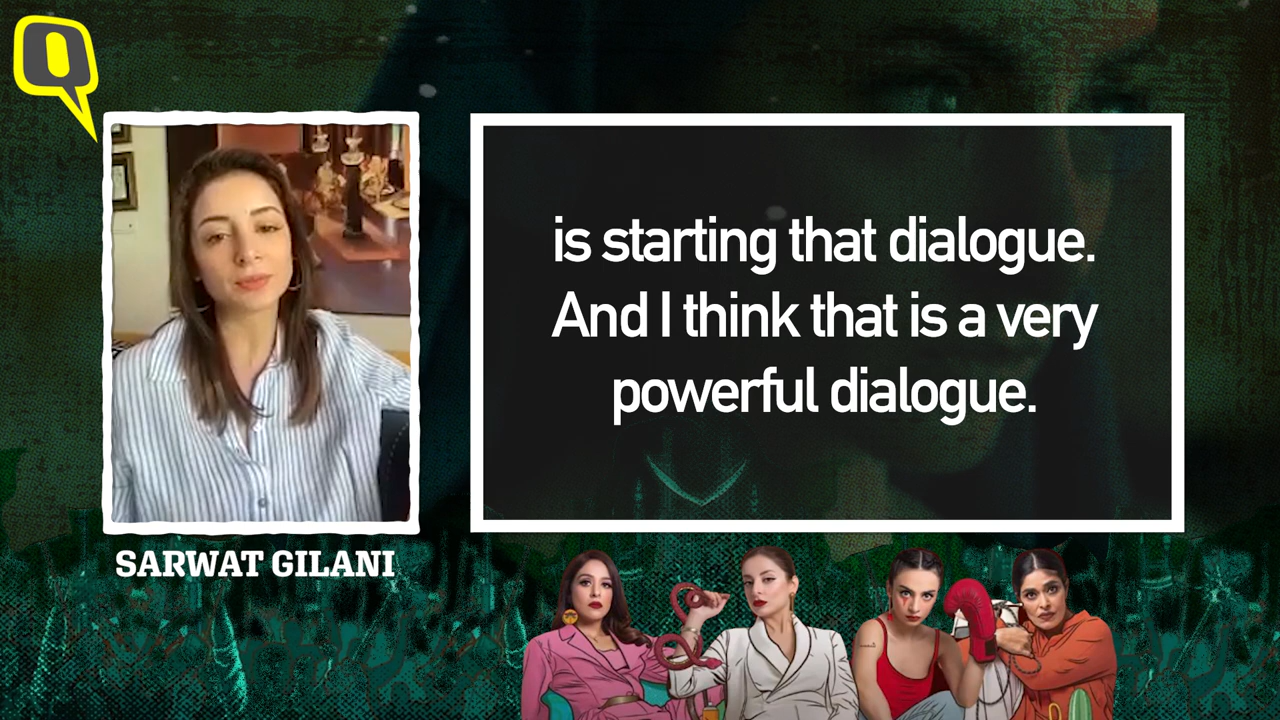 Q
SARWAT GILANI
is starting that dialogue.
And I think that is a very
powerful dialogue.